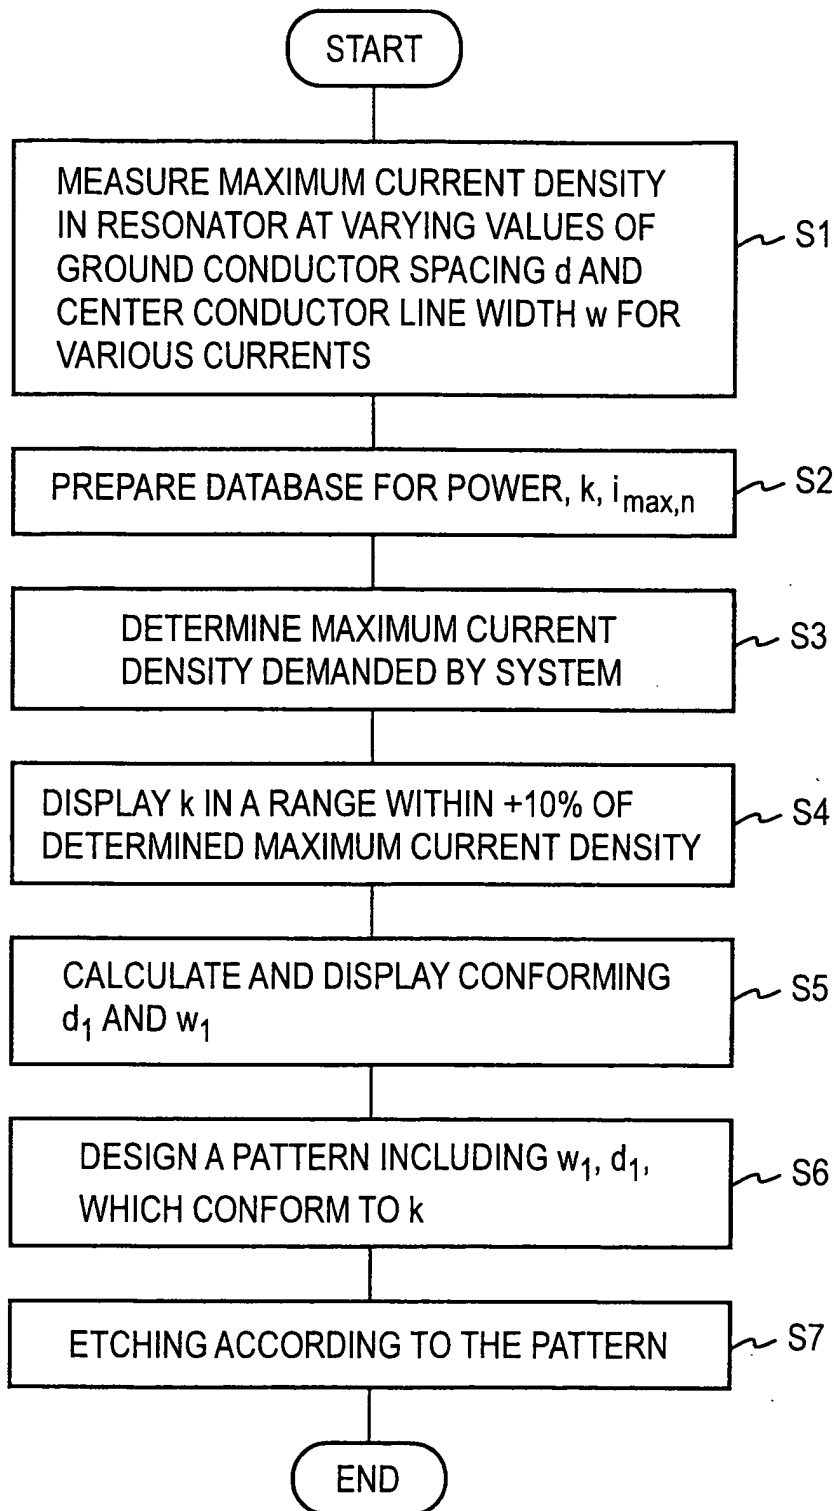 START
MEASURE MAXIMUM CURRENT DENSITY
IN RESONATOR AT VARYING VALUES OF
GROUND CONDUCTOR SPACING d AND
CENTER CONDUCTOR LINE WIDTH w FOR
VARIOUS CURRENTS
S1
PREPARE DATABASE FOR POWER, k, i_max,n
S2
DETERMINE MAXIMUM CURRENT
DENSITY DEMANDED BY SYSTEM
S3
DISPLAY k IN A RANGE WITHIN +10% OF
DETERMINED MAXIMUM CURRENT DENSITY
S4
CALCULATE AND DISPLAY CONFORMING
d₁ AND w₁
S5
DESIGN A PATTERN INCLUDING w₁, d₁,
WHICH CONFORM TO k
S6
ETCHING ACCORDING TO THE PATTERN
S7
END